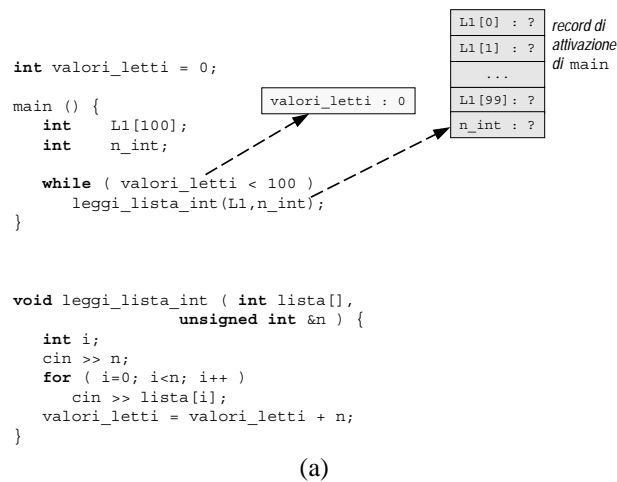 int valori_letti = 0;
main () {
int L1[100];
int n_int;
while ( valori_letti < 100 )
leggi_lista_int(L1,n_int);
}
valori_letti : 0
L1[0] : ?
L1[1] : ?
...
L1[99]: ?
n_int : ?
record di
attivazione
di main
void leggi_lista_int ( int lista[],
unsigned int &n ) {
int i;
cin >> n;
for ( i=0; i<n; i++ )
cin >> lista[i];
valori_letti = valori_letti + n;
}
(a)